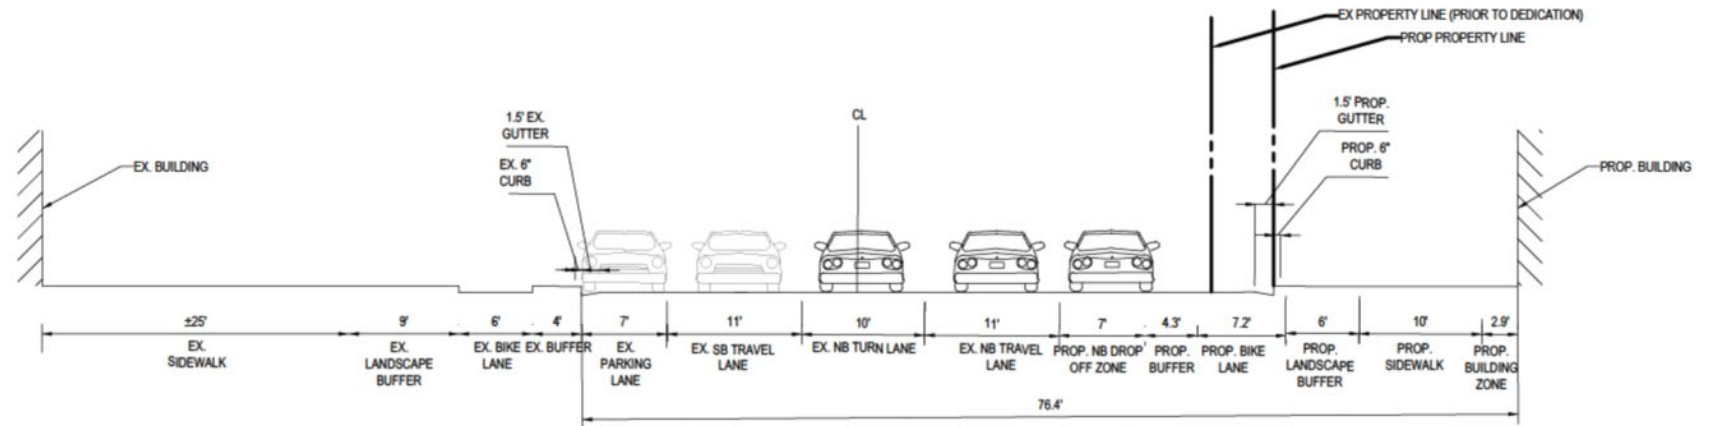 EX PROPERTY LINE (PRIOR TO DEDICATION)
PROP PROPERTY LINE
1.5' EX.
GUTTER
EX. 6"
CURB
CL
1.5' PROP.
GUTTER
PROP. 6"
CURB
EX. BUILDING
PROP. BUILDING
±25'
EX.
SIDEWALK
9'
EX.
LANDSCAPE
BUFFER
6'
EX. BIKE
LANE
4'
EX. BUFFER
7'
EX.
PARKING
LANE
11'
EX. SB TRAVEL
LANE
10'
EX. NB TURN LANE
11'
EX. NB TRAVEL
LANE
7'
PROP. NB DROP
OFF ZONE
4.3'
PROP.
BUFFER
7.2'
PROP. BIKE
LANE
6'
PROP.
LANDSCAPE
BUFFER
10'
PROP.
SIDEWALK
2.9'
PROP.
BUILDING
ZONE
76.4'